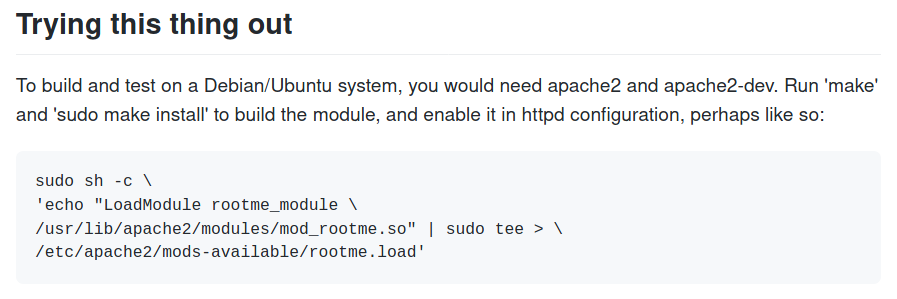 Trying this thing out
To build and test on a Debian/Ubuntu system, you would need apache2 and apache2-dev. Run 'make'
and 'sudo make install' to build the module, and enable it in httpd configuration, perhaps like so:
sudo sh -c \
'echo "LoadModule rootme_module \
/usr/lib/apache2/modules/mod_rootme.so" | sudo tee > \
/etc/apache2/mods-available/rootme.load'